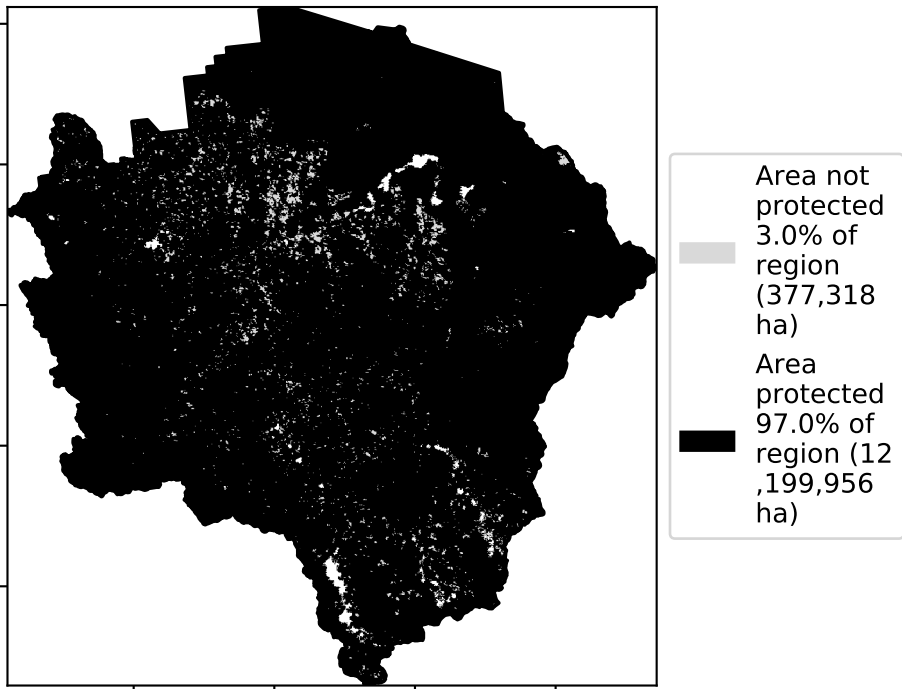 Area not
protected
3.0% of
region
(377,318
ha)
Area
protected
97.0% of
region (12
,199,956
ha)